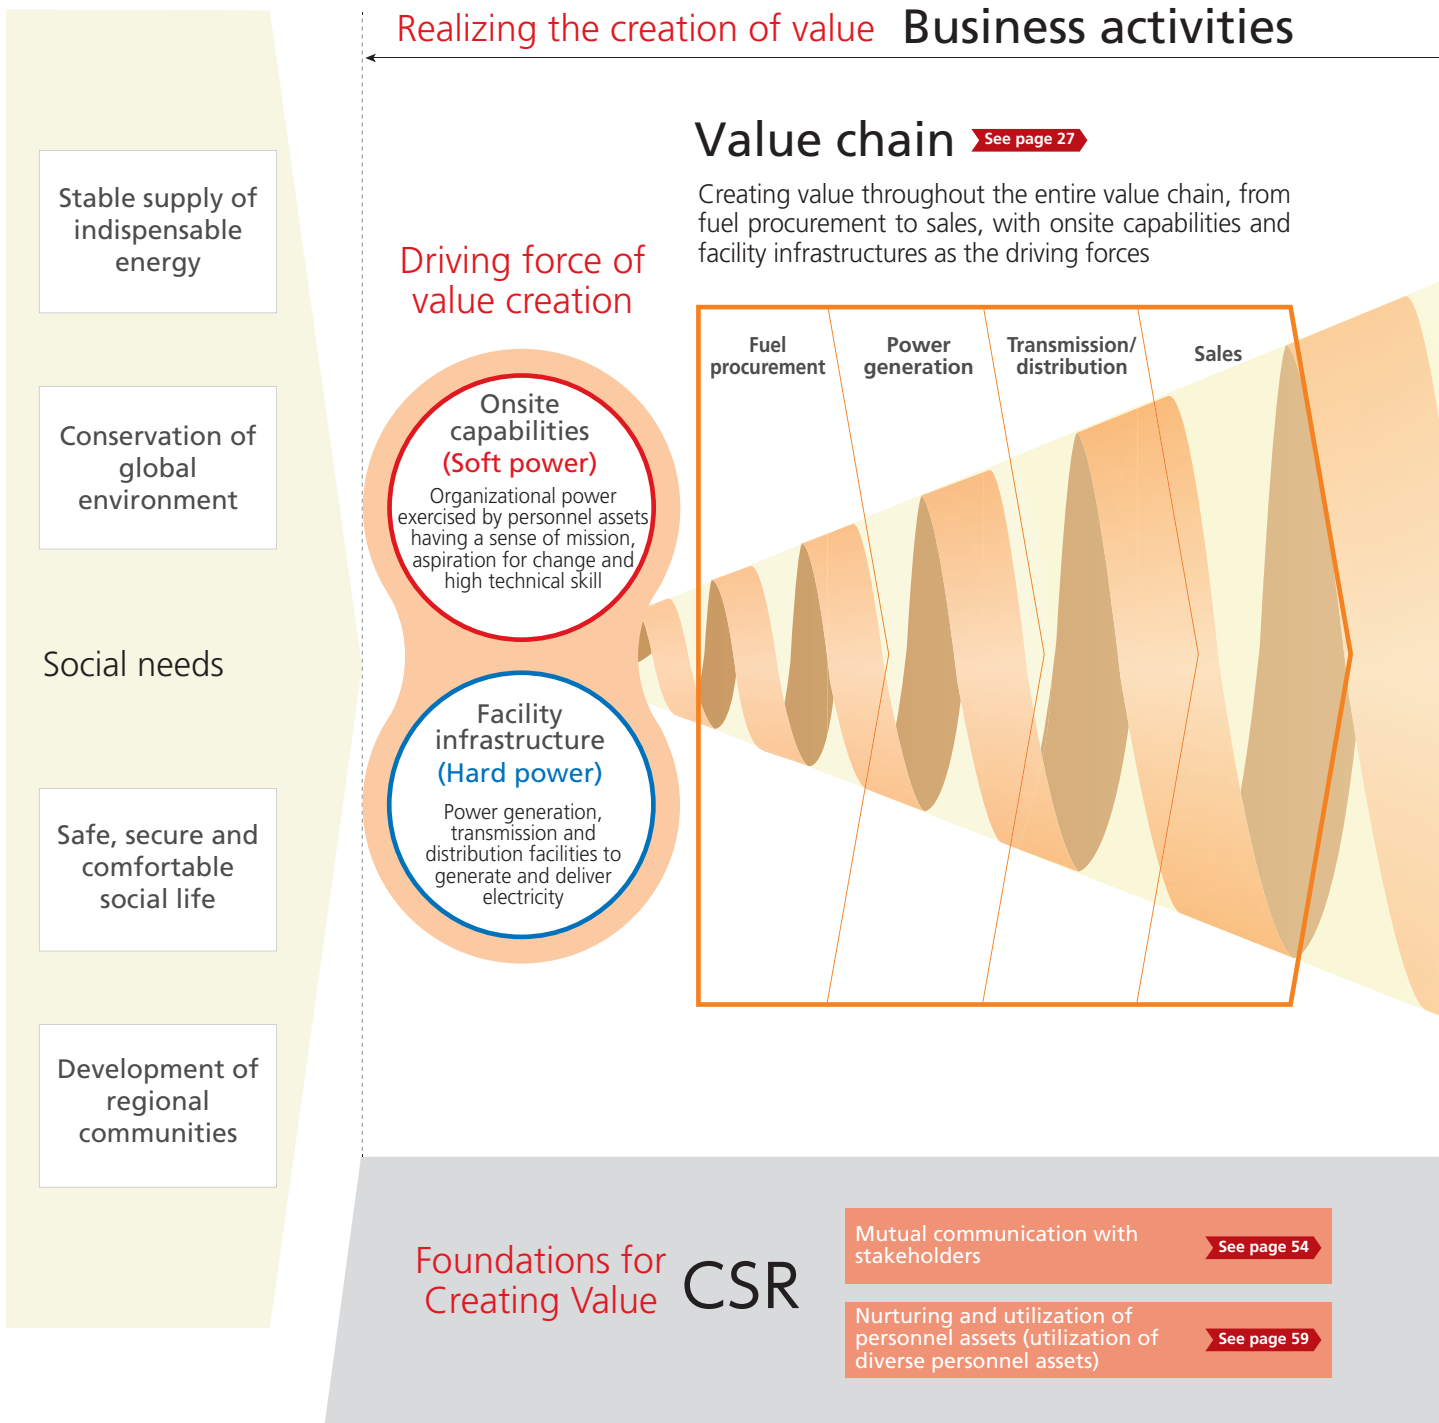 Realizing the creation of value Business activities
Value chain See page 27
Creating value throughout the entire value chain, from
fuel procurement to sales, with onsite capabilities and
facility infrastructures as the driving forces
Stable supply of
indispensable
energy
Conservation of
global
environment
Social needs
Safe, secure and
comfortable
social life
Development of
regional
communities
Driving force of
value creation
Onsite
capabilities
(Soft power)
Organizational power
exercised by personnel assets
having a sense of mission,
aspiration for change and
high technical skill
Facility
infrastructure
(Hard power)
Power generation,
transmission and
distribution facilities to
generate and deliver
electricity
Fuel
procurement
Power
generation
Transmission/
distribution
Sales
Foundations for
Creating Value
CSR
Mutual communication with
stakeholders
See page 54
Nurturing and utilization of
personnel assets (utilization of
diverse personnel assets)
See page 59